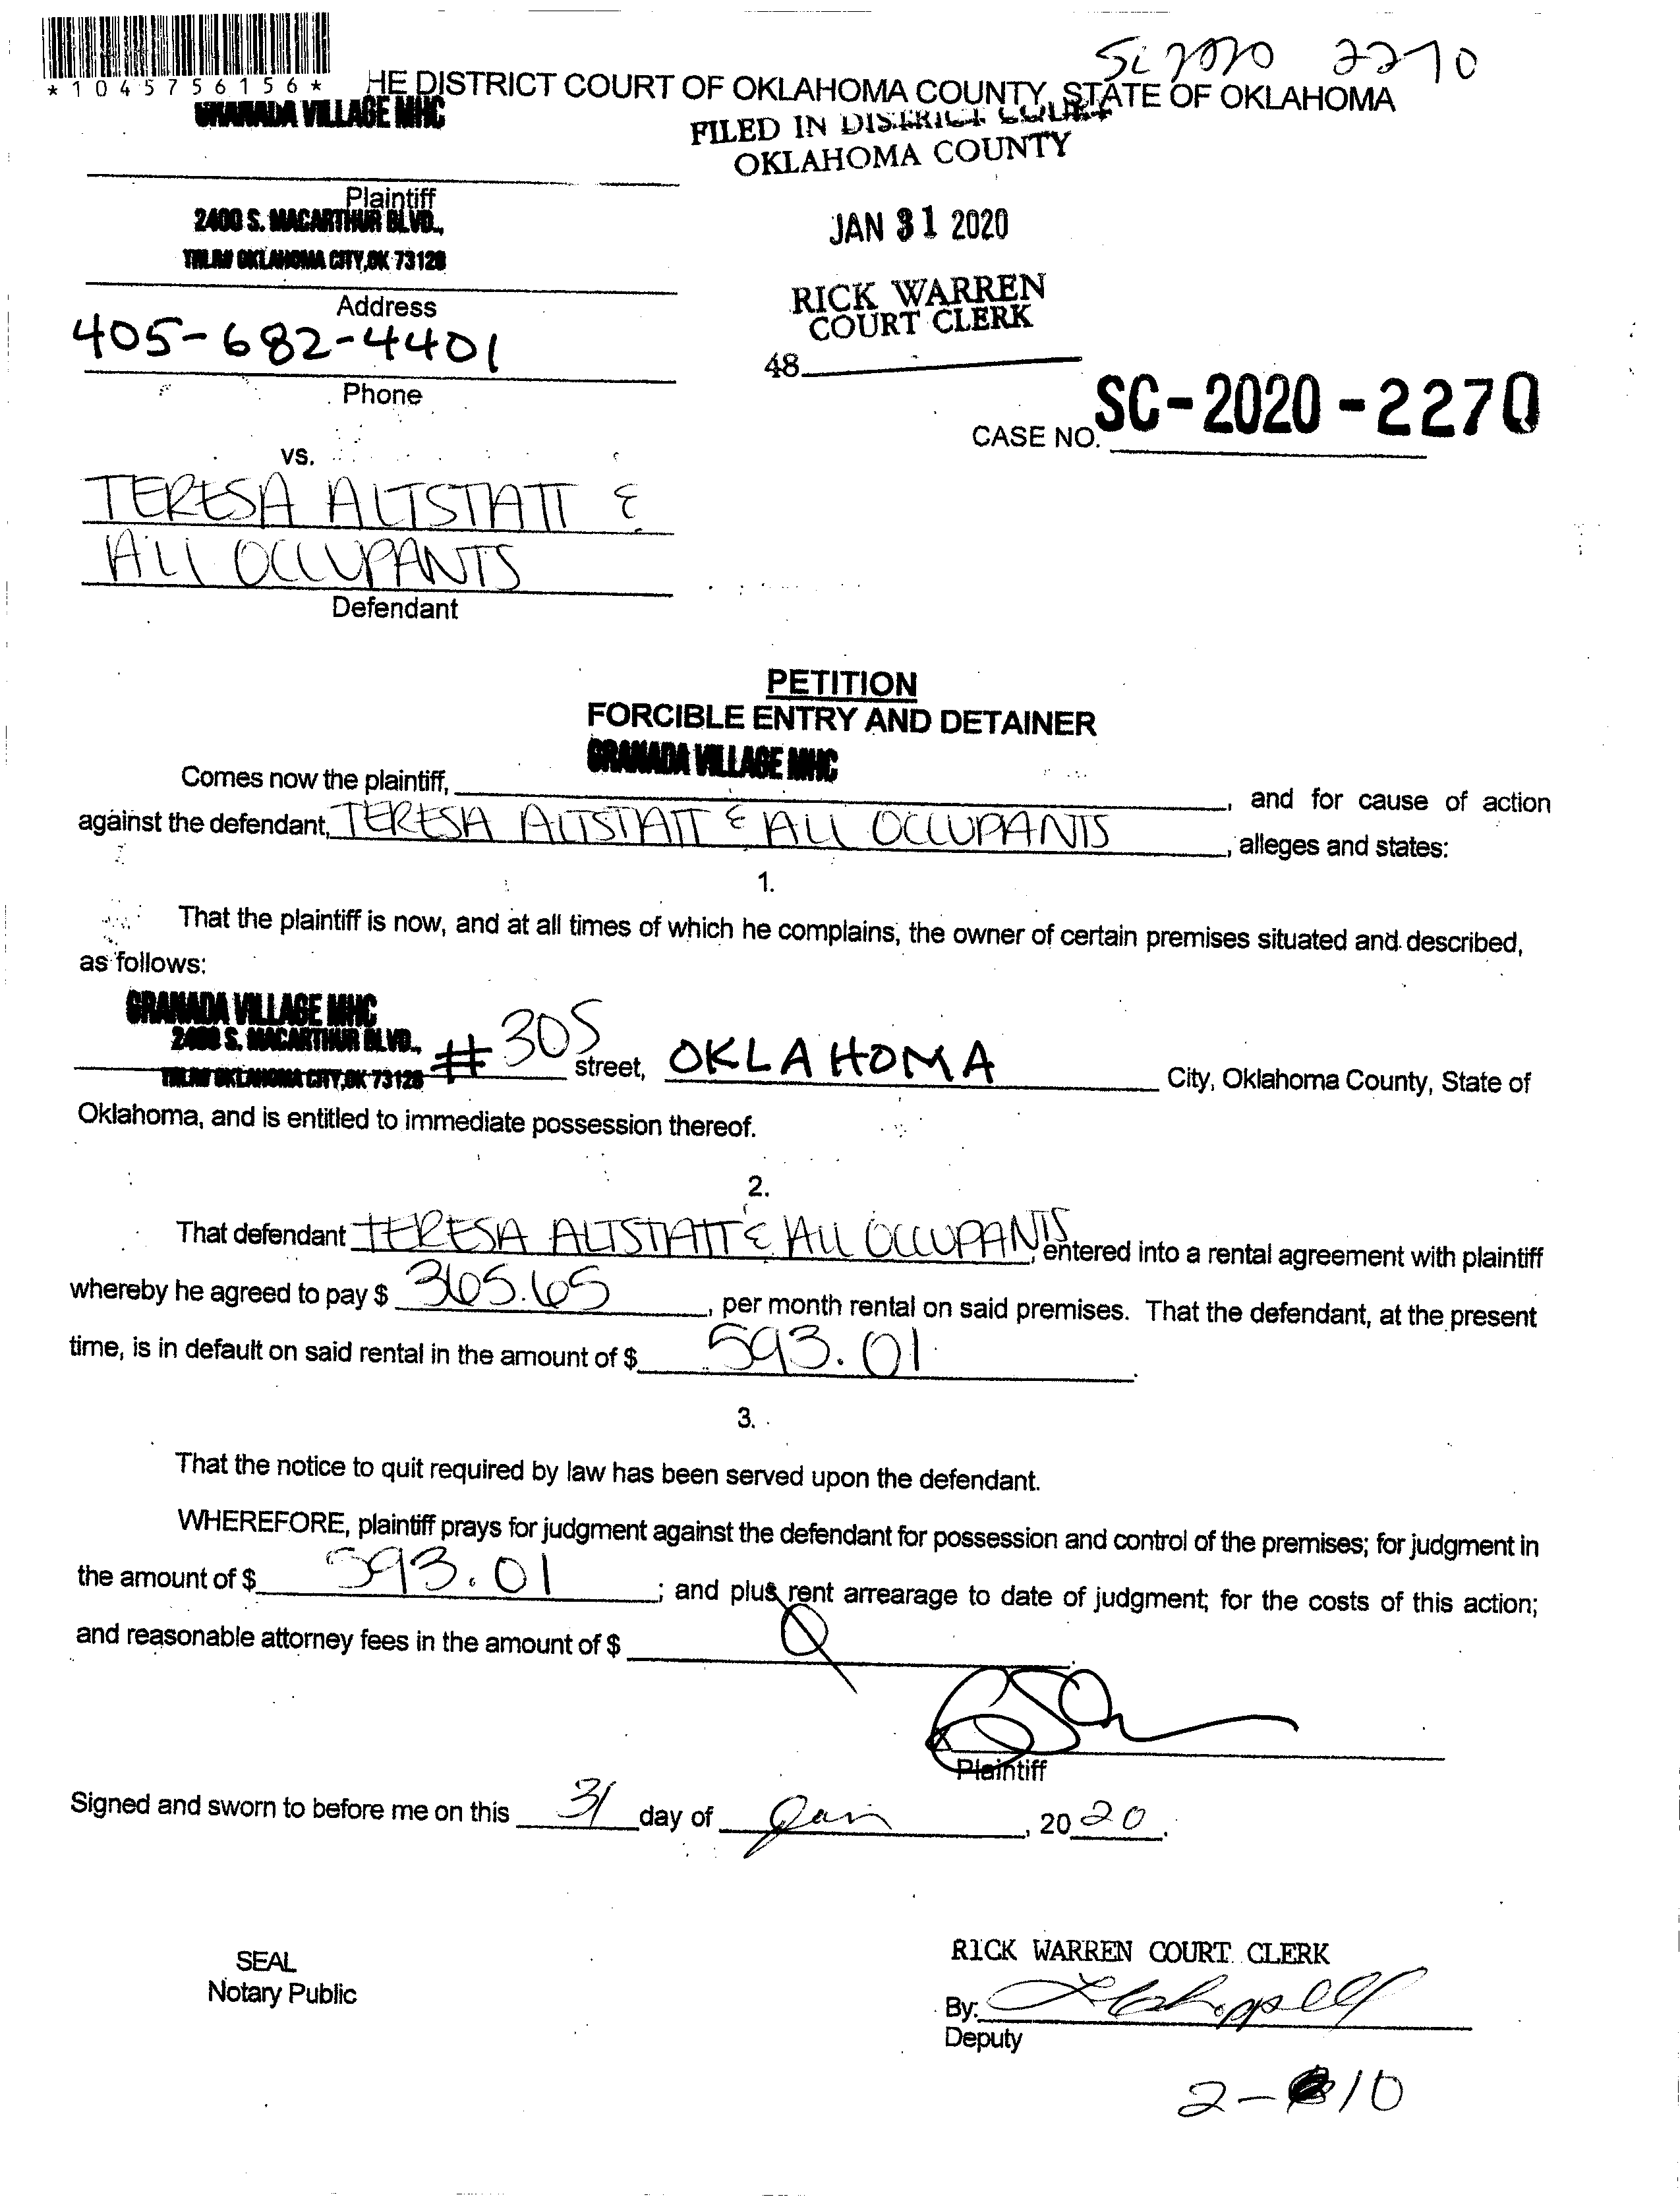 SC 2020 2270
*1045756156*
HE DISTRICT COURT OF OKLAHOMA COUNTY, STATE OF OKLAHOMA
GRANADA VILLAGE MHC
FILED IN DISTRICT COURT
OKLAHOMA COUNTY
Plaintiff
2400 S. MACARTHUR BLVD.,
JAN 31 2020
OKLAHOMA CITY, OK 73128
RICK WARREN
COURT CLERK
Address
405-682-4401
48
Phone
SC-2020-2270
CASE NO.
vs.
TERESA ALTSTATT &
ALL OCCUPANTS
Defendant
PETITION
FORCIBLE ENTRY AND DETAINER
GRANADA VILLAGE MHC
Comes now the plaintiff, , and for cause of action
against the defendant, TERESA ALTSTATT & ALL OCCUPANTS , alleges and states:
1.
That the plaintiff is now, and at all times of which he complains, the owner of certain premises situated and described,
as follows:
GRANADA VILLAGE MHC
2400 S. MACARTHUR BLVD.,
OKLAHOMA CITY, OK 73128 # 305 street, OKLAHOMA City, Oklahoma County, State of
Oklahoma, and is entitled to immediate possession thereof.
2.
That defendant TERESA ALTSTATT & ALL OCCUPANTS, entered into a rental agreement with plaintiff
whereby he agreed to pay $ 365.65 , per month rental on said premises. That the defendant, at the present
time, is in default on said rental in the amount of $ 593.01 .
3.
That the notice to quit required by law has been served upon the defendant.
WHEREFORE, plaintiff prays for judgment against the defendant for possession and control of the premises; for judgment in
the amount of $ 593.01 ; and plus rent arrearage to date of judgment; for the costs of this action;
and reasonable attorney fees in the amount of $ 0 .
X
Plaintiff
Signed and sworn to before me on this 31 day of Jan , 2020.
RICK WARREN COURT CLERK
SEAL
Notary Public
By:
Deputy
2-10